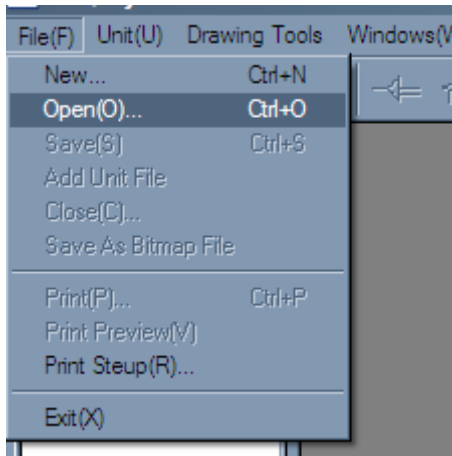 File(F) Unit(U) Drawing Tools Windows(W
New... Ctrl+N
Open(O)... Ctrl+O
Save(S) Ctrl+S
Add Unit File
Close(C)...
Save As Bitmap File
Print(P)... Ctrl+P
Print Preview(V)
Print Steup(R)...
Exit(X)